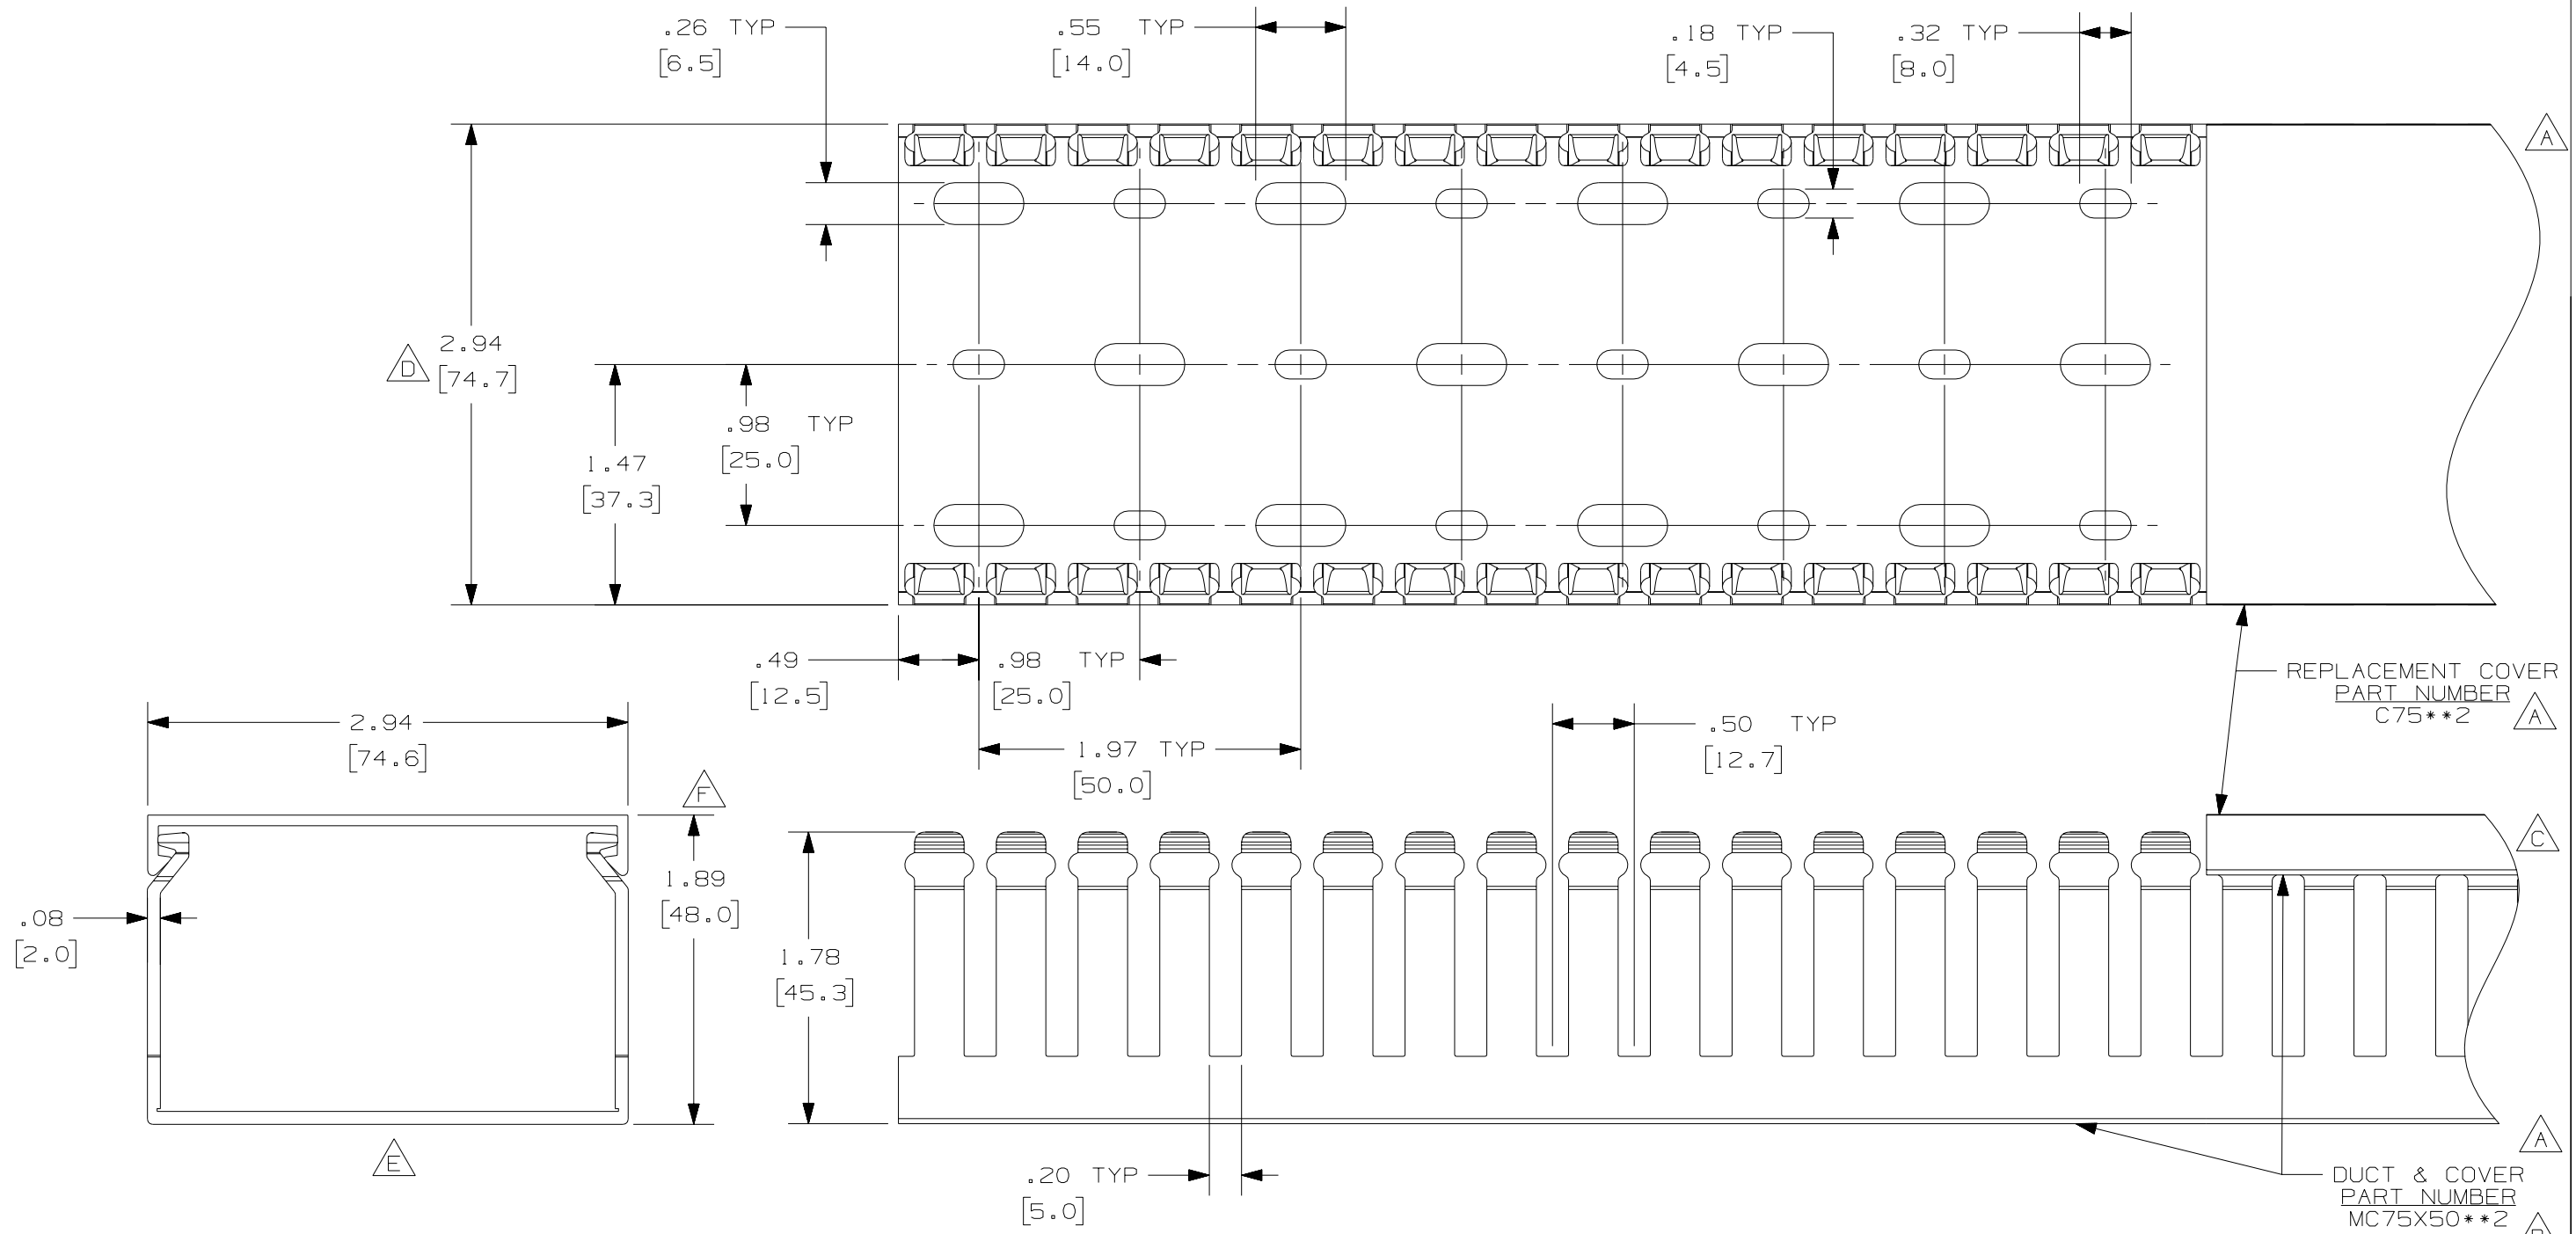 .26 TYP
[6.5]
.55 TYP
[14.0]
.18 TYP
[4.5]
.32 TYP
[8.0]
A
D
2.94
[74.7]
.98 TYP
[25.0]
1.47
[37.3]
.49
[12.5]
.98 TYP
[25.0]
REPLACEMENT COVER
PART NUMBER
C75**2
A
2.94
[74.6]
1.97 TYP
[50.0]
.50 TYP
[12.7]
F
C
1.89
[48.0]
.08
[2.0]
1.78
[45.3]
A
E
.20 TYP
[5.0]
DUCT & COVER
PART NUMBER
MC75X50**2